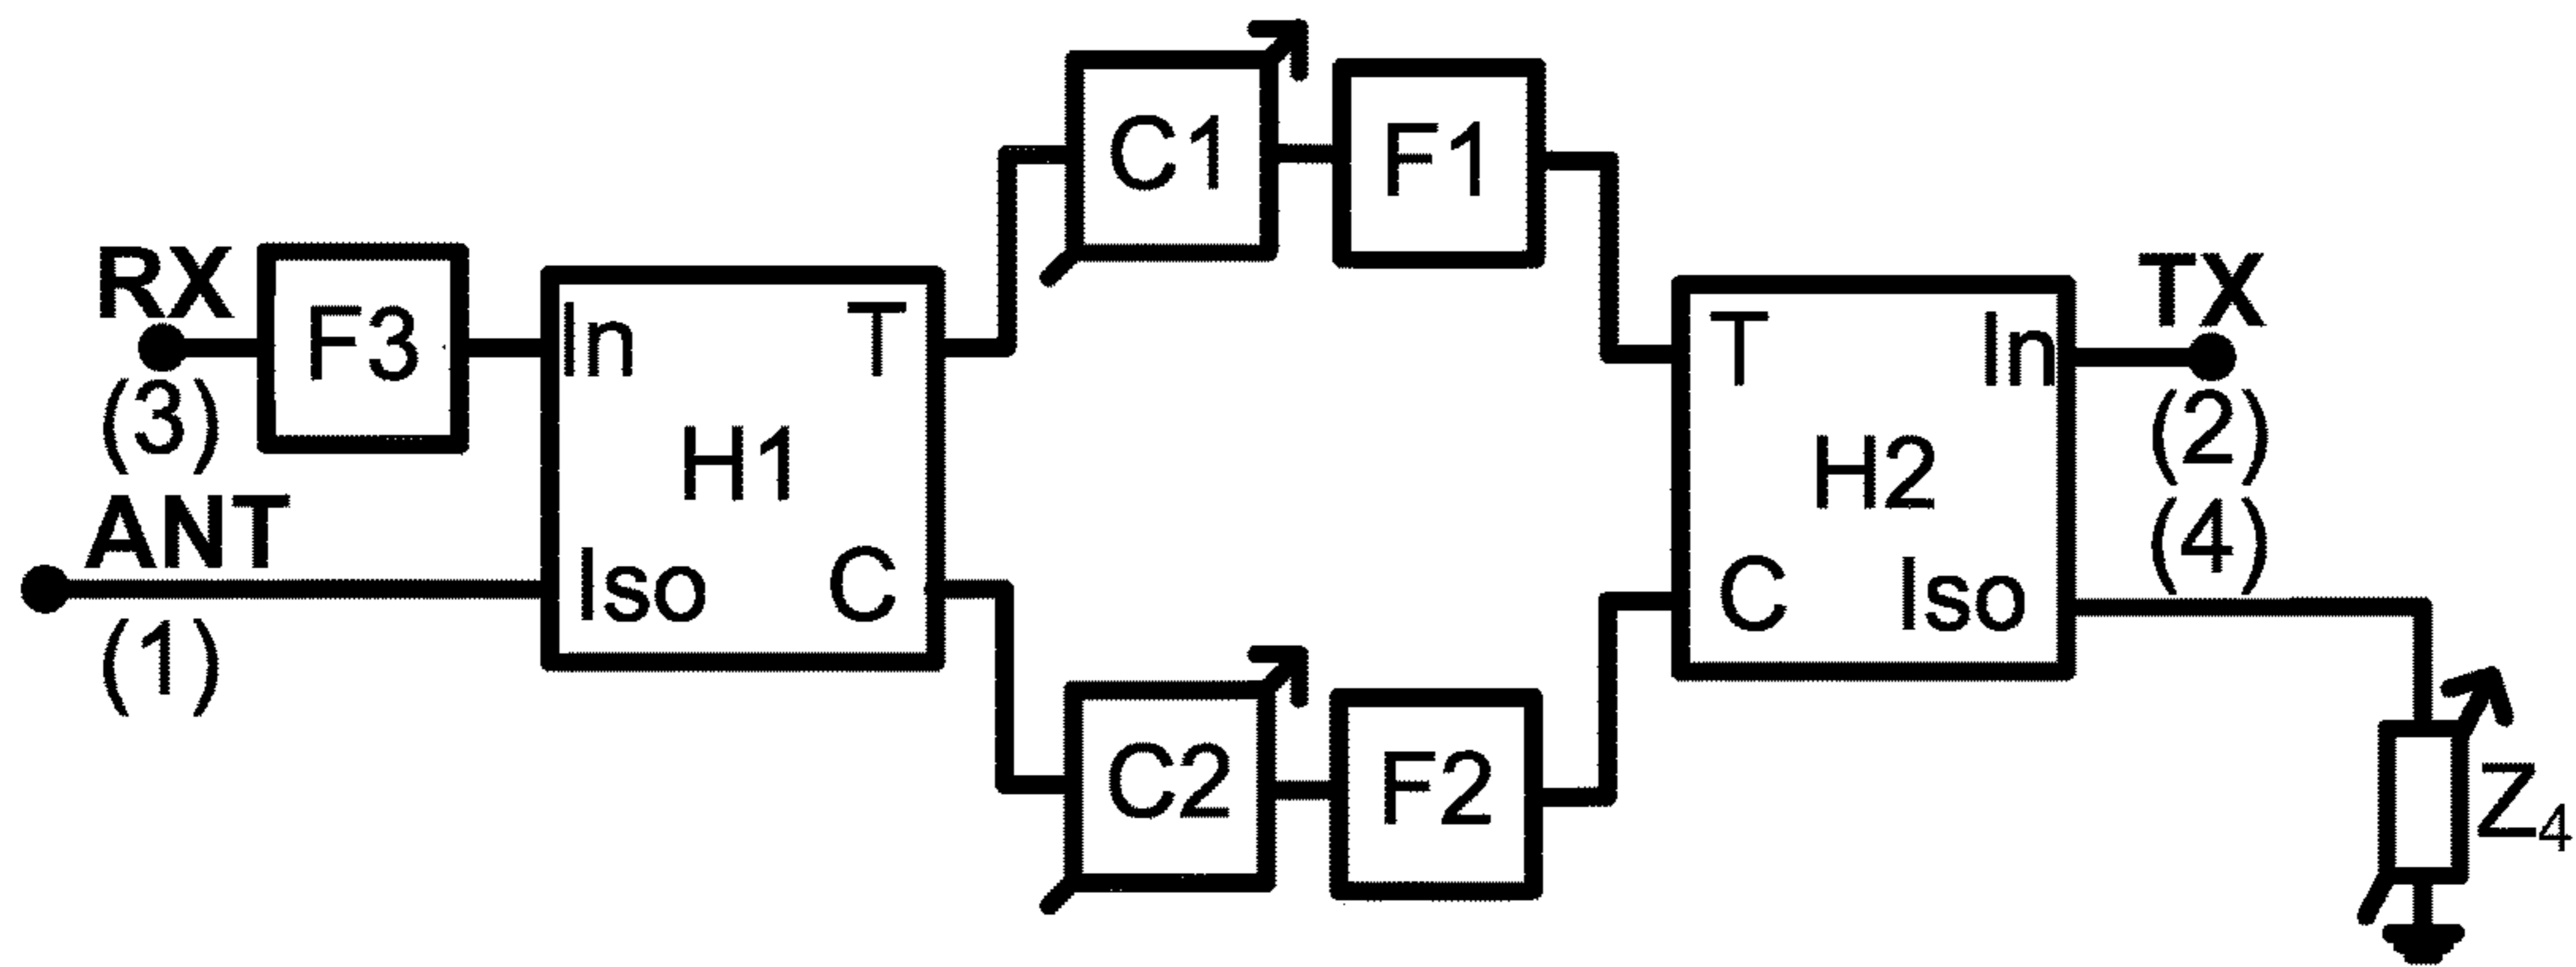 C1
F1
RX
F3
In
T
T
In
TX
(3)
H1
H2
(2)
ANT
(4)
Iso
C
C
Iso
(1)
C2
F2
Z4